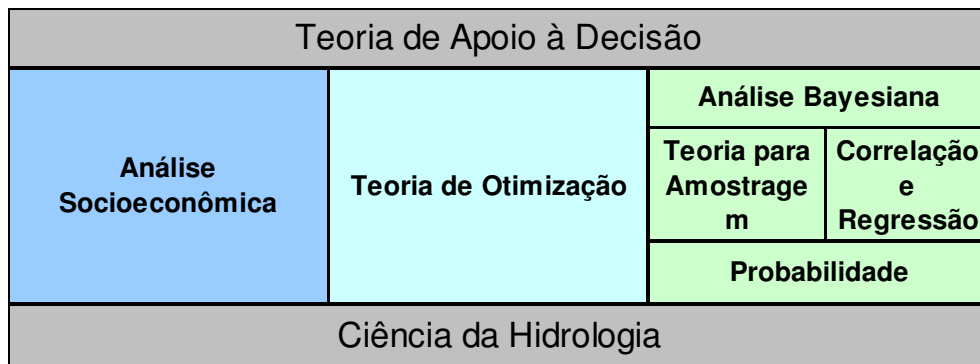 Teoria de Apoio à Decisão
Análise
Socioeconômica
Teoria de Otimização
Análise Bayesiana
Teoria para
Amostrage
m
Correlação
e
Regressão
Probabilidade
Ciência da Hidrologia